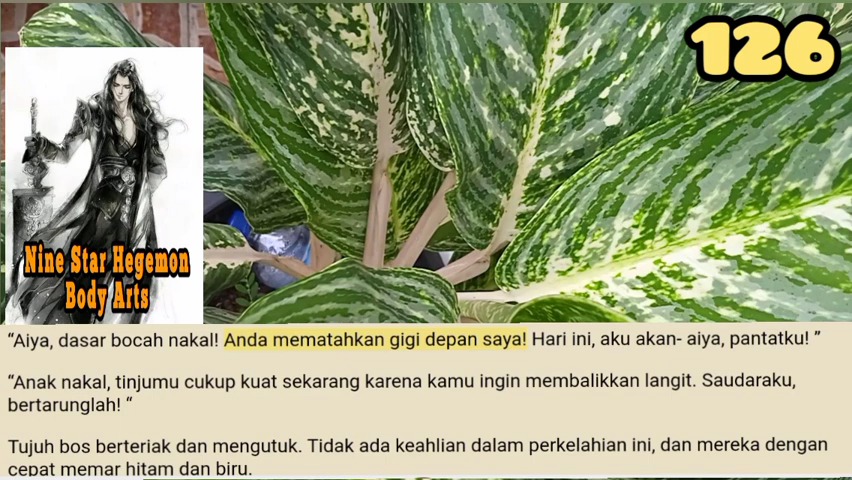 126
Nine Star Hegemon
Body Arts
“Aiya, dasar bocah nakal! Anda mematahkan gigi depan saya! Hari ini, aku akan- aiya, pantatku! ”
“Anak nakal, tinjumu cukup kuat sekarang karena kamu ingin membalikkan langit. Saudaraku,
bertarunglah! “
Tujuh bos berteriak dan mengutuk. Tidak ada keahlian dalam perkelahian ini, dan mereka dengan
cepat memar hitam dan biru.